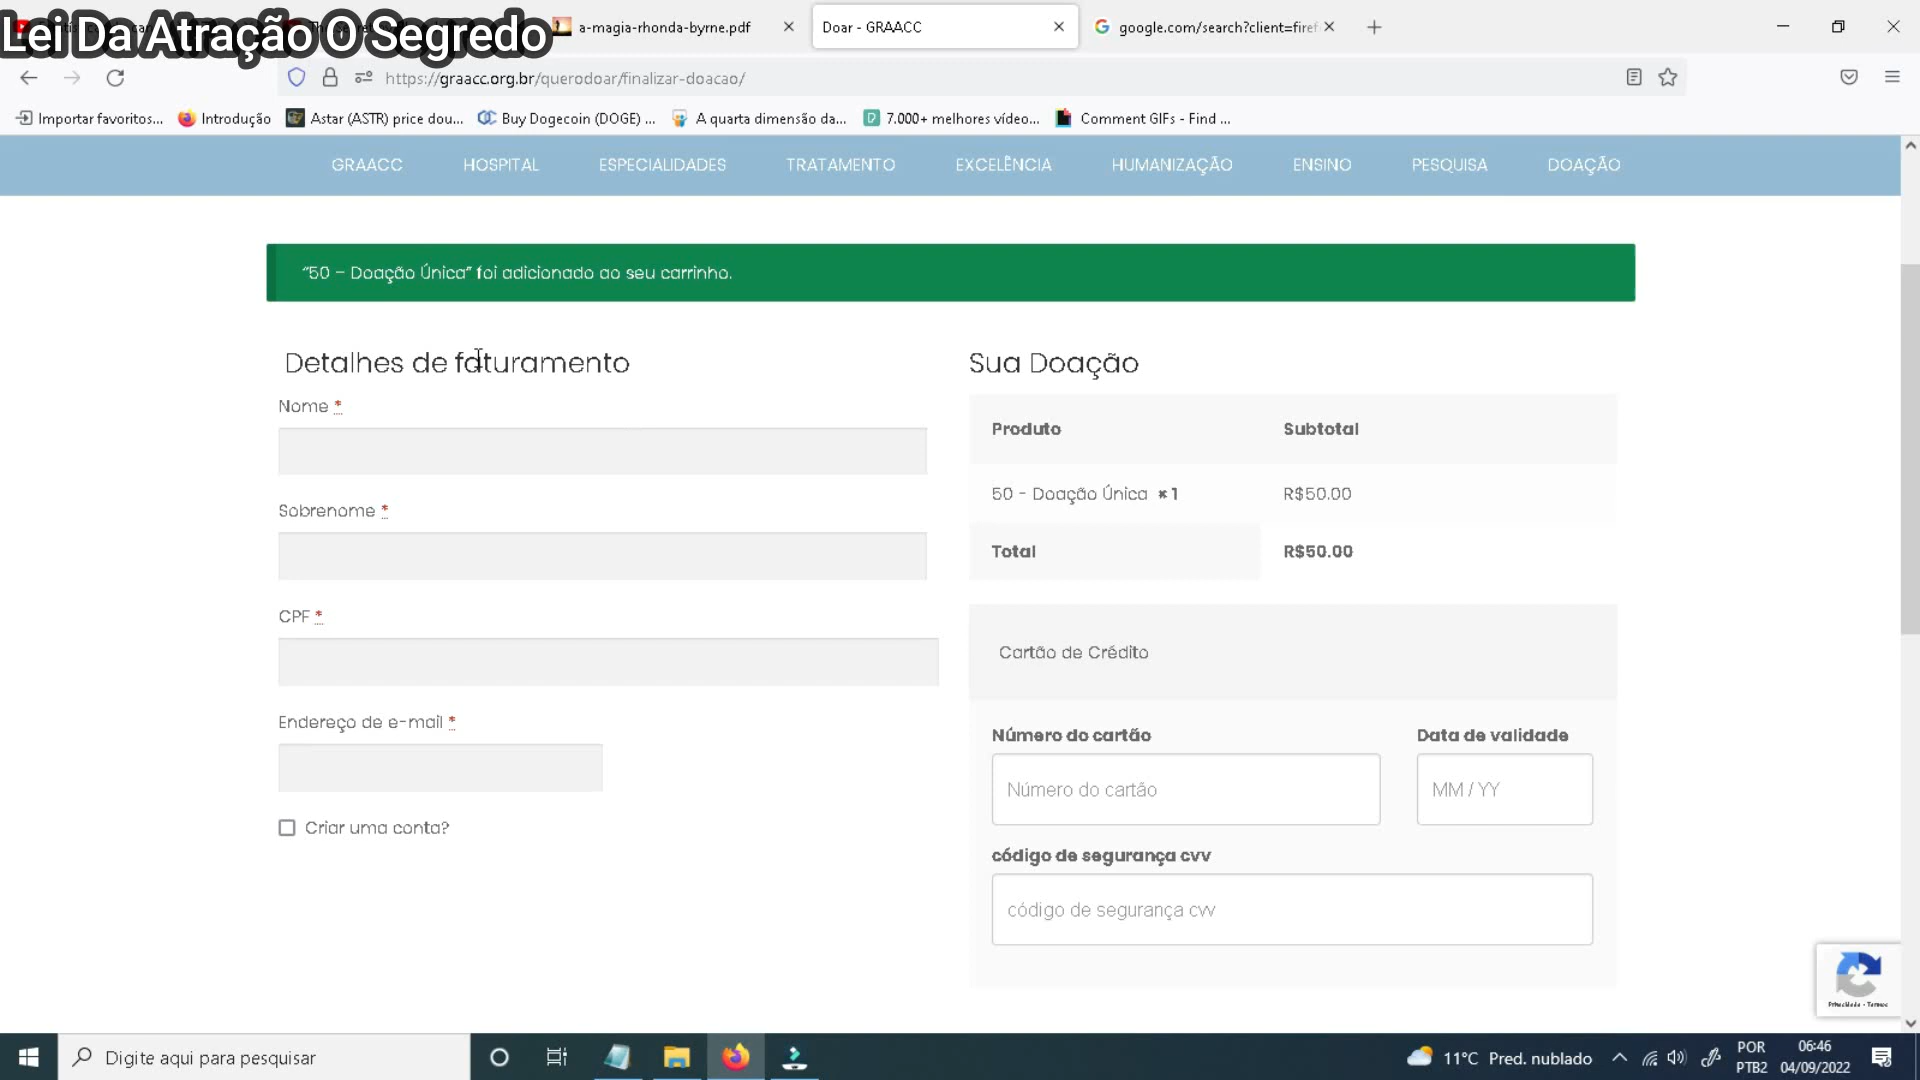 Lei Da Atração O Segredo
a-magia-rhonda-byrne.pdf
Doar - GRAACC
google.com/search?client=firef
https://graacc.org.br/querodoar/finalizar-doacao/
Importar favoritos...
Introdução
Astar (ASTR) price dou...
Buy Dogecoin (DOGE) ...
A quarta dimensão da...
7.000+ melhores vídeo...
Comment GIFs - Find ...
GRAACC
HOSPITAL
ESPECIALIDADES
TRATAMENTO
EXCELÊNCIA
HUMANIZAÇÃO
ENSINO
PESQUISA
DOAÇÃO
“50 – Doação Única” foi adicionado ao seu carrinho.
Detalhes de faturamento
Nome *
Sobrenome *
CPF *
Endereço de e-mail *
Criar uma conta?
Sua Doação
Produto Subtotal
50 - Doação Única × 1 R$50.00
Total R$50.00
Cartão de Crédito
Número do cartão
Número do cartão
Data de validade
MM / YY
código de segurança cvv
código de segurança cvv
Privacidade - Termos
Digite aqui para pesquisar
11°C Pred. nublado
POR
PTB2
06:46
04/09/2022